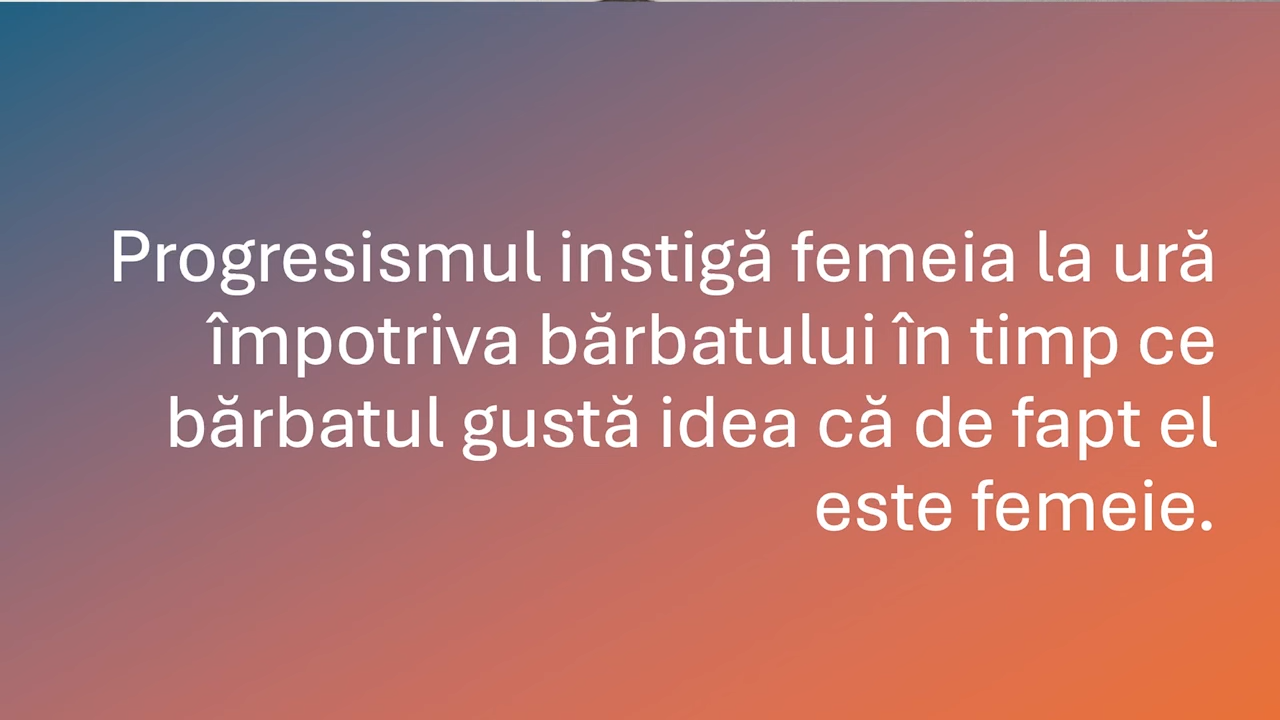 Progresismul instigă femeia la ură
împotriva bărbatului în timp ce
bărbatul gustă idea că de fapt el
este femeie.